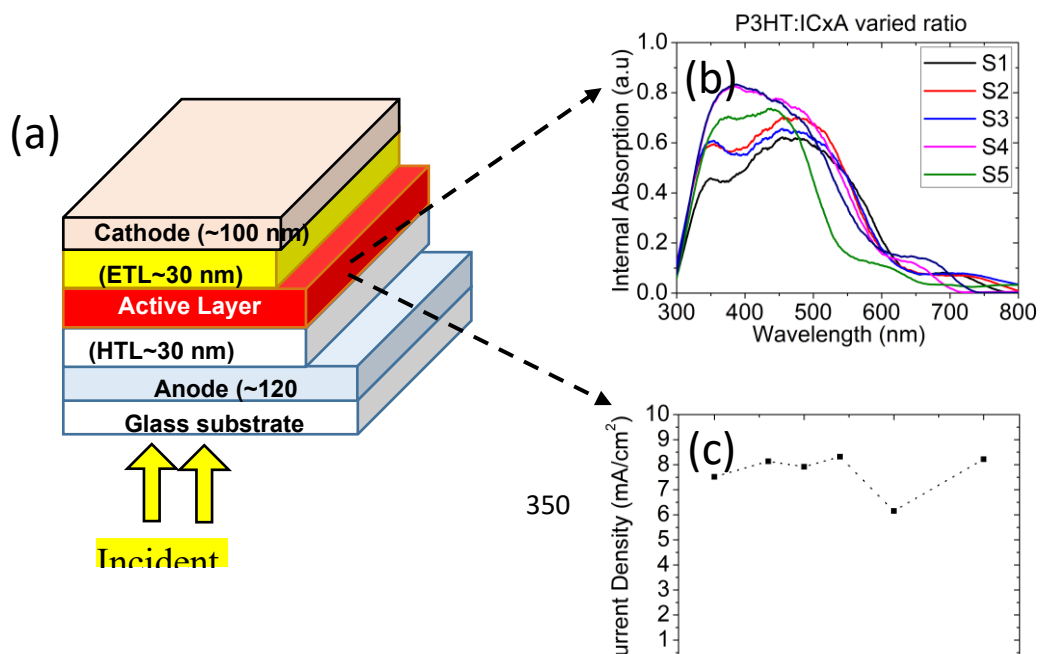 (a)
Cathode (~100 nm)
(ETL~30 nm)
Active Layer
(HTL~30 nm)
Anode (~120
Glass substrate
Incident
P3HT:ICxA varied ratio
(b)
Internal Absorption (a.u)
1.0
0.8
0.6
0.4
0.2
0.0
300 400 500 600 700 800
Wavelength (nm)
S1
S2
S3
S4
S5
350
(c)
urrent Density (mA/cm²)
10
9
8
7
6
5
4
3
2
1